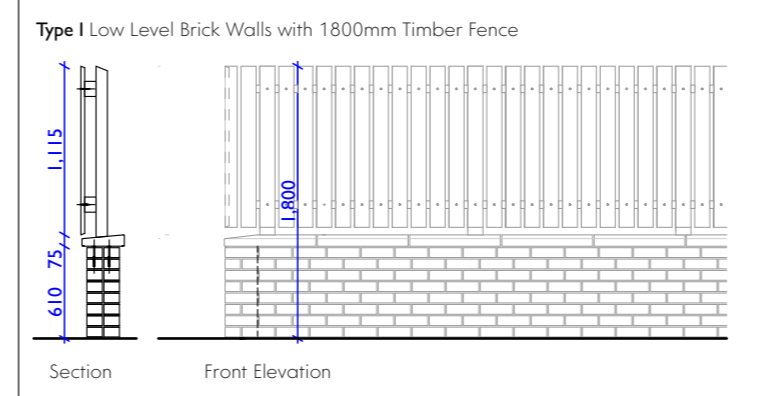 Type I Low Level Brick Walls with 1800mm Timber Fence
1,115
75
610
1,800
Section
Front Elevation